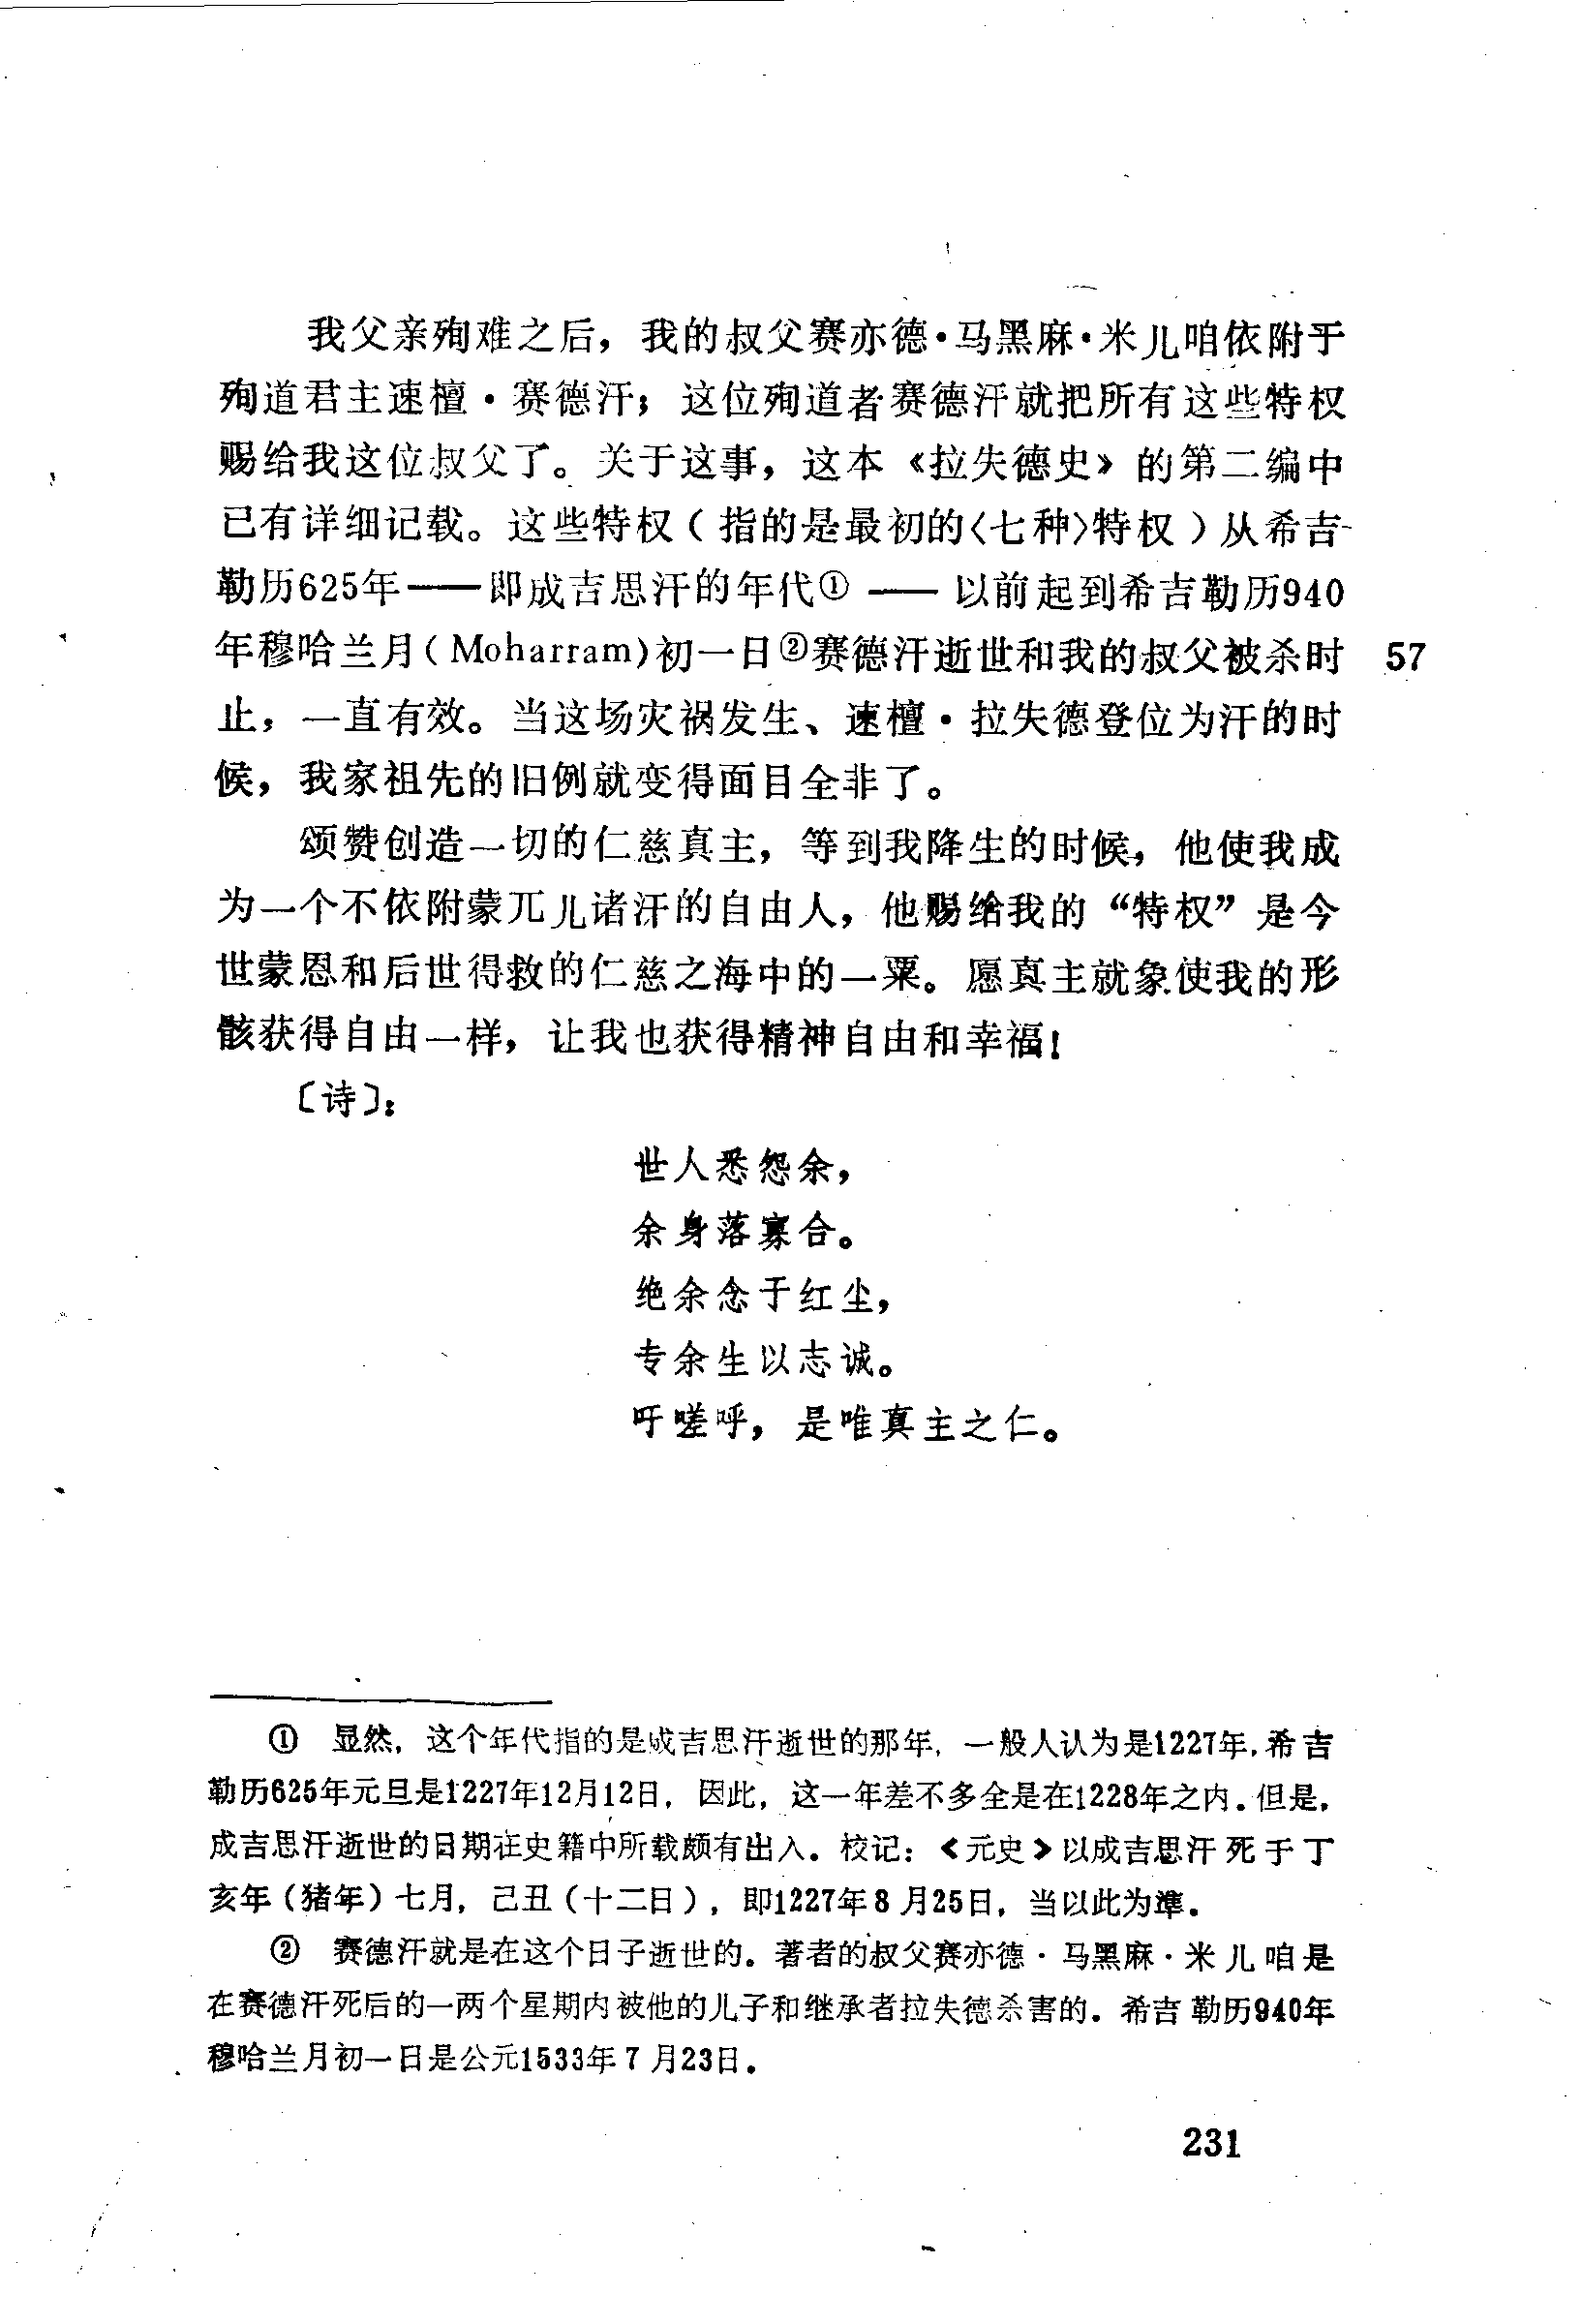 我父亲殉难之后，我的叔父赛亦德·马黑麻·米儿咱依附于
殉道君主速檀·赛德汗；这位殉道者赛德汗就把所有这些特权
赐给我这位叔父了。关于这事，这本《拉失德史》的第二编中
已有详细记载。这些特权（指的是最初的〈七种〉特权）从希吉
勒历625年——即成吉思汗的年代①——以前起到希吉勒历940
年穆哈兰月（Moharram）初一日②赛德汗逝世和我的叔父被杀时 57
止，一直有效。当这场灾祸发生、速檀·拉失德登位为汗的时
候，我家祖先的旧例就变得面目全非了。
颂赞创造一切的仁慈真主，等到我降生的时候，他使我成
为一个不依附蒙兀儿诸汗的自由人，他赐给我的“特权”是今
世蒙恩和后世得救的仁慈之海中的一粟。愿真主就象使我的形
骸获得自由一样，让我也获得精神自由和幸福！
〔诗〕：
世人悉怨余，
余身落寡合。
绝余念于红尘，
专余生以志诚。
吁嗟呼，是唯真主之仁。
① 显然，这个年代指的是成吉思汗逝世的那年，一般人认为是1227年，希吉
勒历625年元旦是1227年12月12日，因此，这一年差不多全是在1228年之内。但是，
成吉思汗逝世的日期在史籍中所载颇有出入。校记：《元史》以成吉思汗死于丁
亥年（猪年）七月，己丑（十二日），即1227年8月25日，当以此为準。
② 赛德汗就是在这个日子逝世的。著者的叔父赛亦德·马黑麻·米儿咱是
在赛德汗死后的一两个星期内被他的儿子和继承者拉失德杀害的。希吉勒历940年
穆哈兰月初一日是公元1533年7月23日。
231